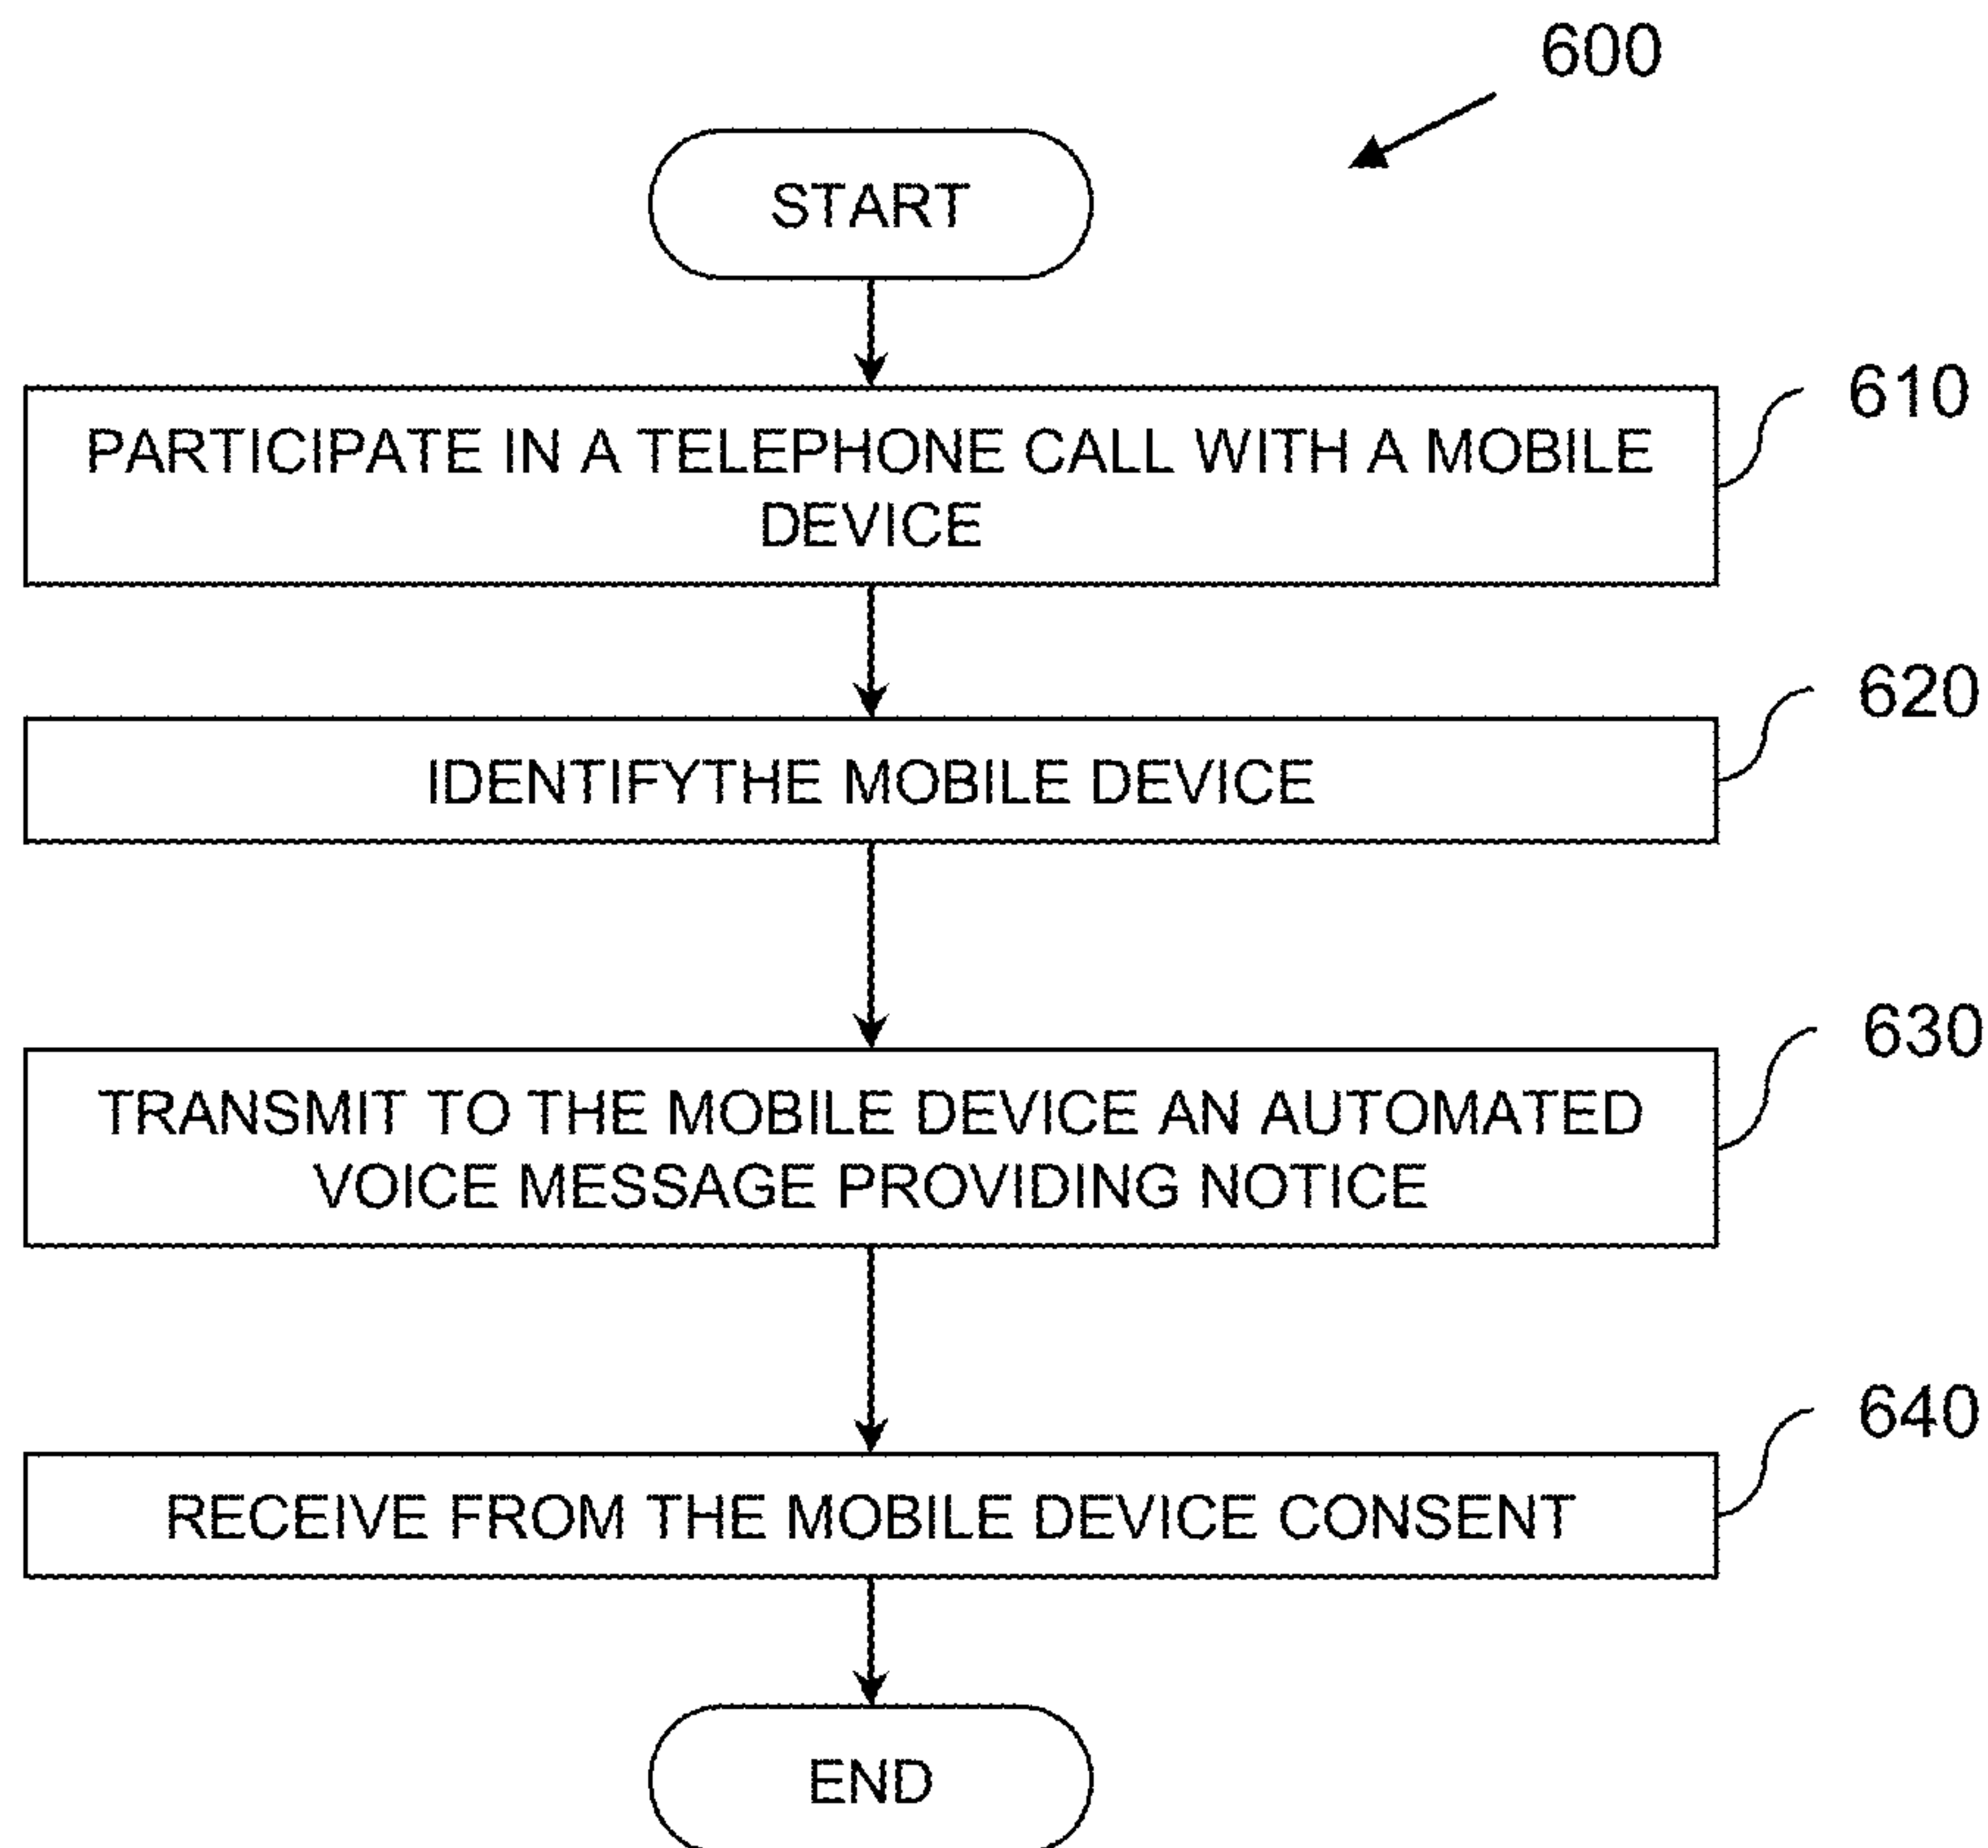 600
START
610
PARTICIPATE IN A TELEPHONE CALL WITH A MOBILE
DEVICE
620
IDENTIFYTHE MOBILE DEVICE
630
TRANSMIT TO THE MOBILE DEVICE AN AUTOMATED
VOICE MESSAGE PROVIDING NOTICE
640
RECEIVE FROM THE MOBILE DEVICE CONSENT
END